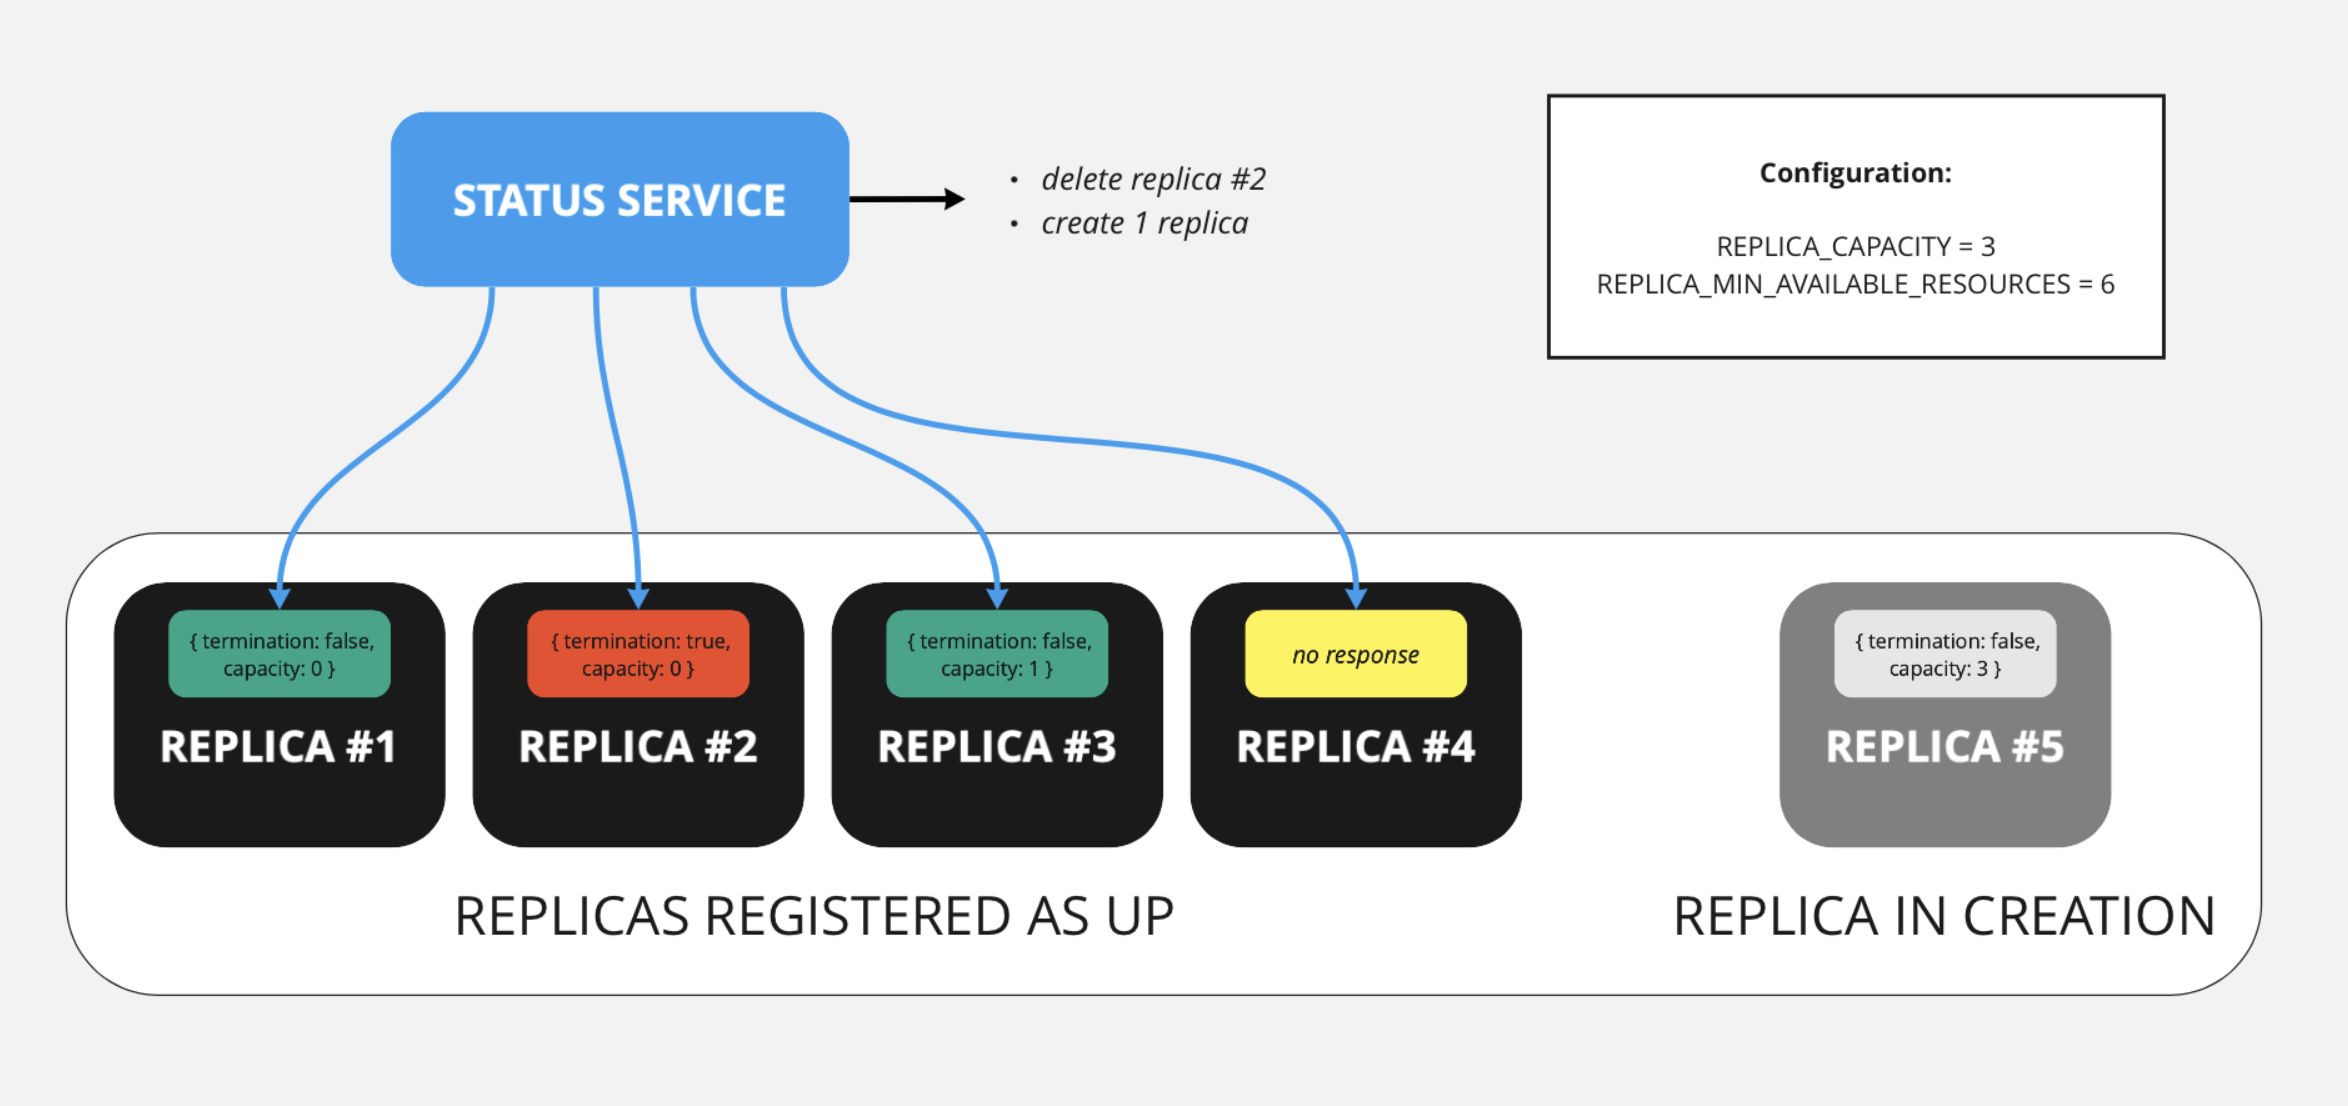 STATUS SERVICE
• delete replica #2
• create 1 replica
Configuration:
REPLICA_CAPACITY = 3
REPLICA_MIN_AVAILABLE_RESOURCES = 6
{ termination: false,
capacity: 0 }
REPLICA #1
{ termination: true,
capacity: 0 }
REPLICA #2
{ termination: false,
capacity: 1 }
REPLICA #3
no response
REPLICA #4
{ termination: false,
capacity: 3 }
REPLICA #5
REPLICAS REGISTERED AS UP
REPLICA IN CREATION